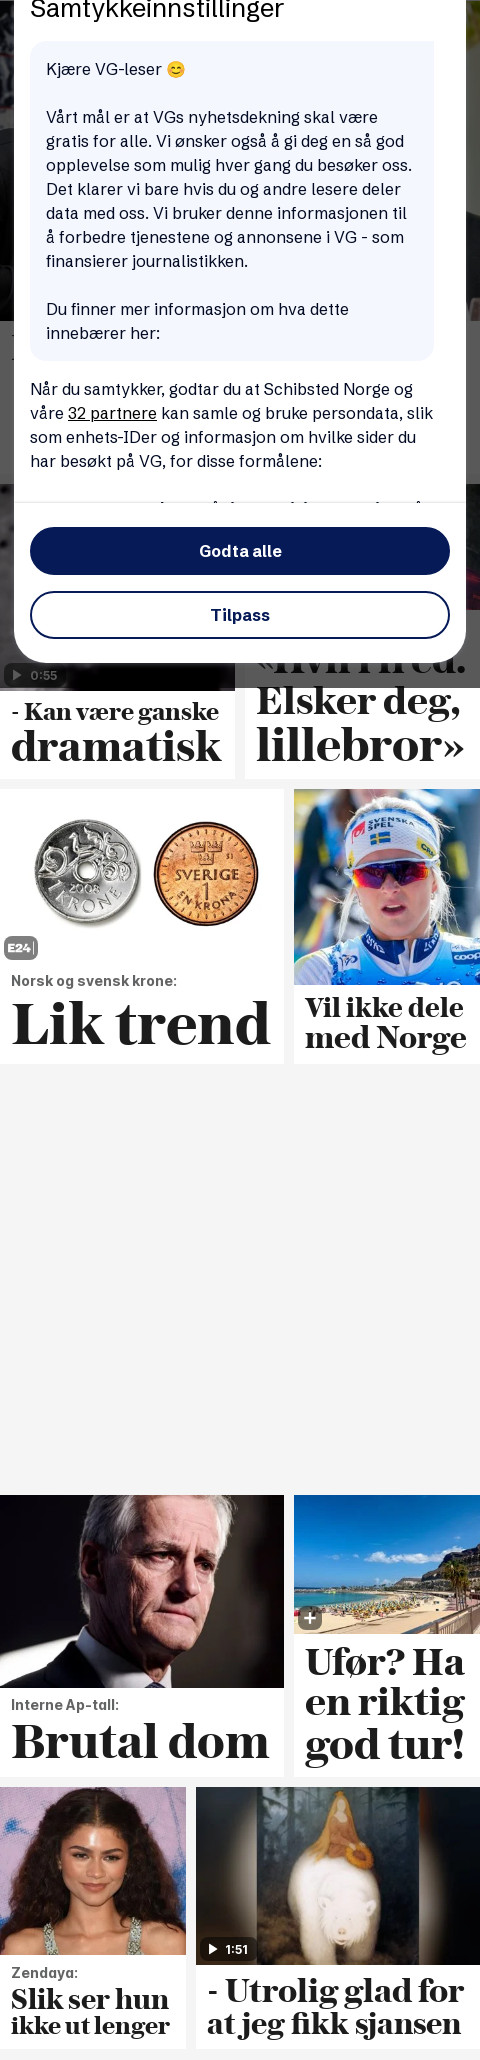 Samtykkeinnstillinger
Kjære VG-leser 😊
Vårt mål er at VGs nyhetsdekning skal være
gratis for alle. Vi ønsker også å gi deg en så god
opplevelse som mulig hver gang du besøker oss.
Det klarer vi bare hvis du og andre lesere deler
data med oss. Vi bruker denne informasjonen til
å forbedre tjenestene og annonsene i VG - som
finansierer journalistikken.
Du finner mer informasjon om hva dette
innebærer her:
Når du samtykker, godtar du at Schibsted Norge og
våre 32 partnere kan samle og bruke persondata, slik
som enhets-IDer og informasjon om hvilke sider du
har besøkt på VG, for disse formålene:
Godta alle
Tilpass
0:55
- Kan være ganske
dramatisk
«Hvil i fred.
Elsker deg,
lillebror»
2008
KRONE
SVERIGE
1
EN KRONA
E24
Norsk og svensk krone:
Lik trend
SVENSKA
SPEL
coop
Vil ikke dele
med Norge
Interne Ap-tall:
Brutal dom
Ufør? Ha
en riktig
god tur!
Zendaya:
Slik ser hun
ikke ut lenger
1:51
- Utrolig glad for
at jeg fikk sjansen